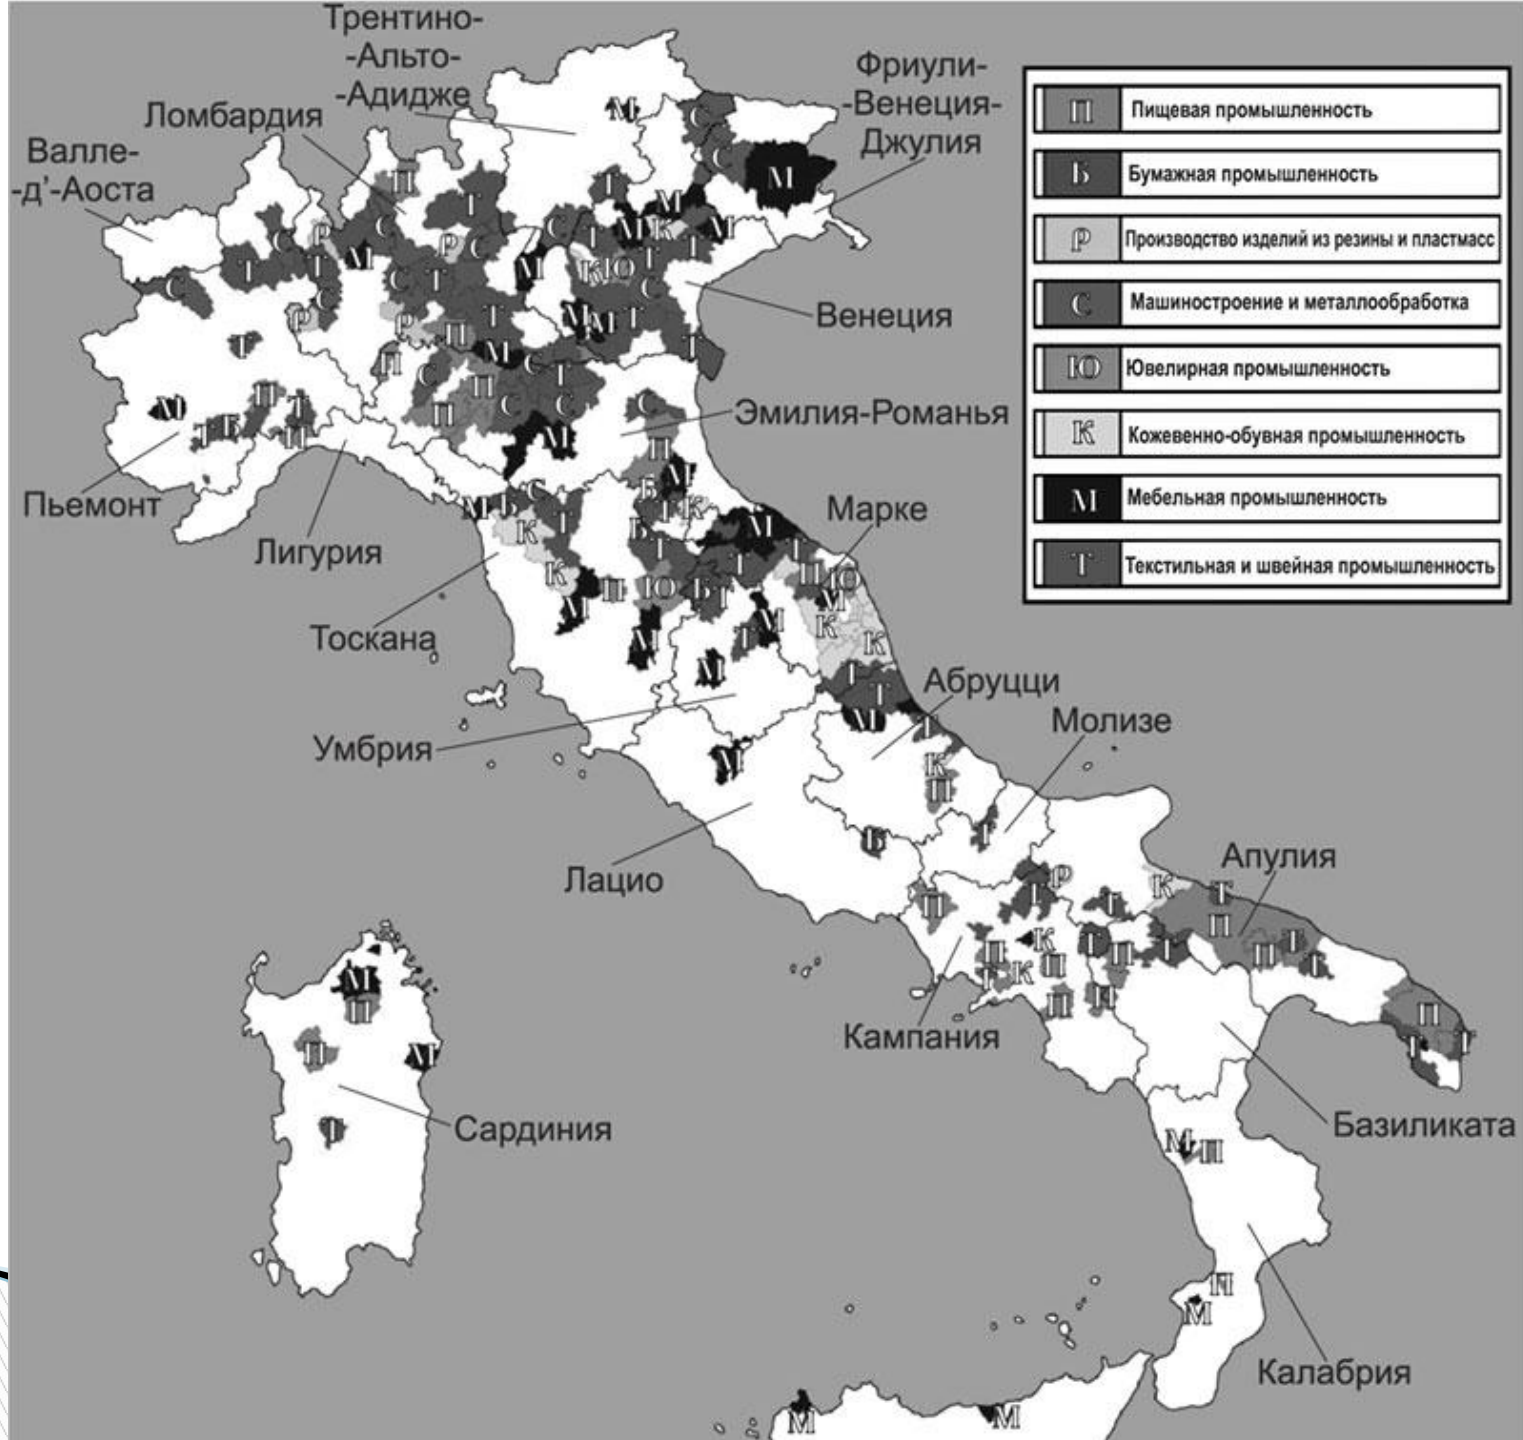 Трентино-
-Альто-
-Адидже
Ломбардия
Валле-
-д'-Аоста
Фриули-
-Венеция-
Джулия
Венеция
Эмилия-Романья
Пьемонт
Лигурия
Марке
Тоскана
Абруцци
Молизе
Умбрия
Лацио
Апулия
Кампания
Базиликата
Сардиния
Калабрия
П Пищевая промышленность
Б Бумажная промышленность
Р Производство изделий из резины и пластмасс
С Машиностроение и металлообработка
Ю Ювелирная промышленность
К Кожевенно-обувная промышленность
М Мебельная промышленность
Т Текстильная и швейная промышленность